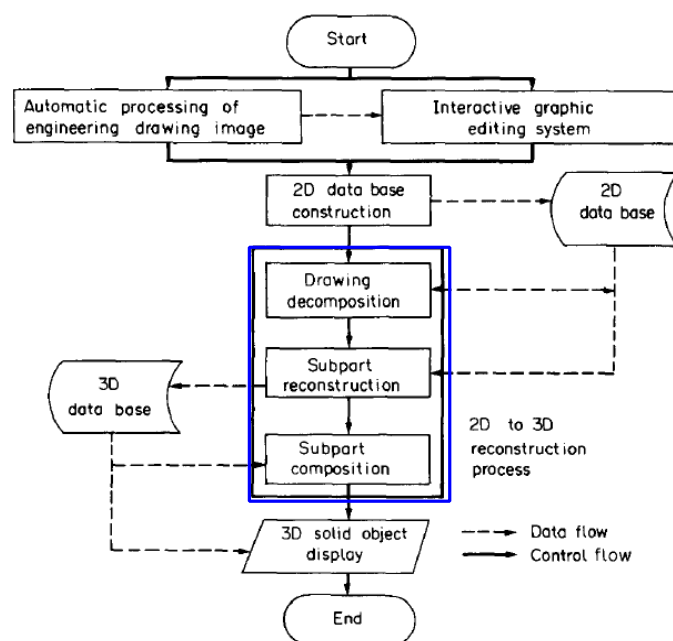 Start
Automatic processing of
engineering drawing image
Interactive graphic
editing system
2D data base
construction
2D
data base
Drawing
decomposition
Subpart
reconstruction
3D
data base
2D to 3D
reconstruction
process
Subpart
composition
3D solid object
display
Data flow
Control flow
End